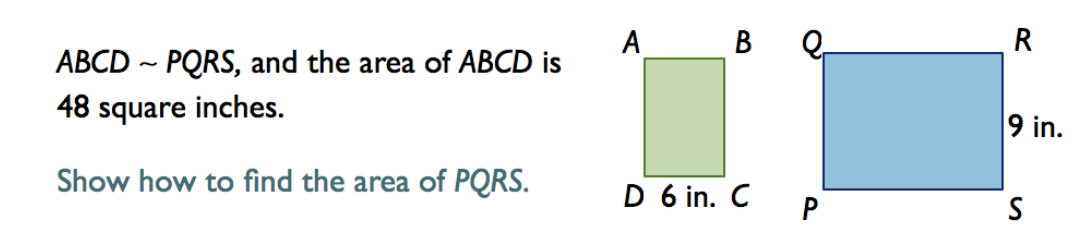 ABCD ~ PQRS, and the area of ABCD is
48 square inches.
Show how to find the area of PQRS.
A B
D 6 in. C
Q R
9 in.
P S